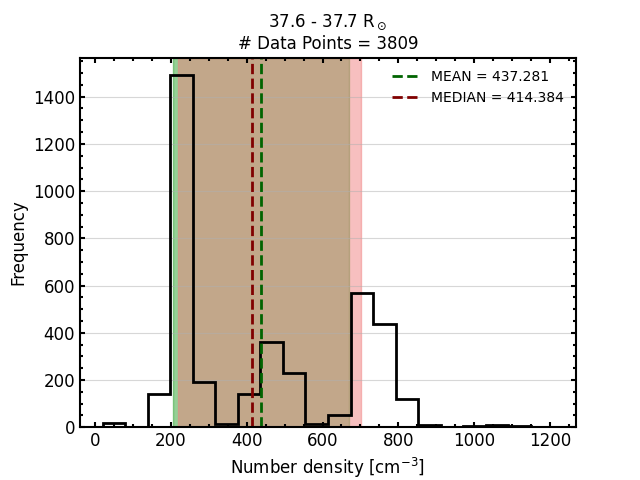 37.6 - 37.7 R⊙
# Data Points = 3809
MEAN = 437.281
MEDIAN = 414.384
1400
1200
1000
800
600
400
200
0
Frequency
0 200 400 600 800 1000 1200
Number density [cm⁻³]